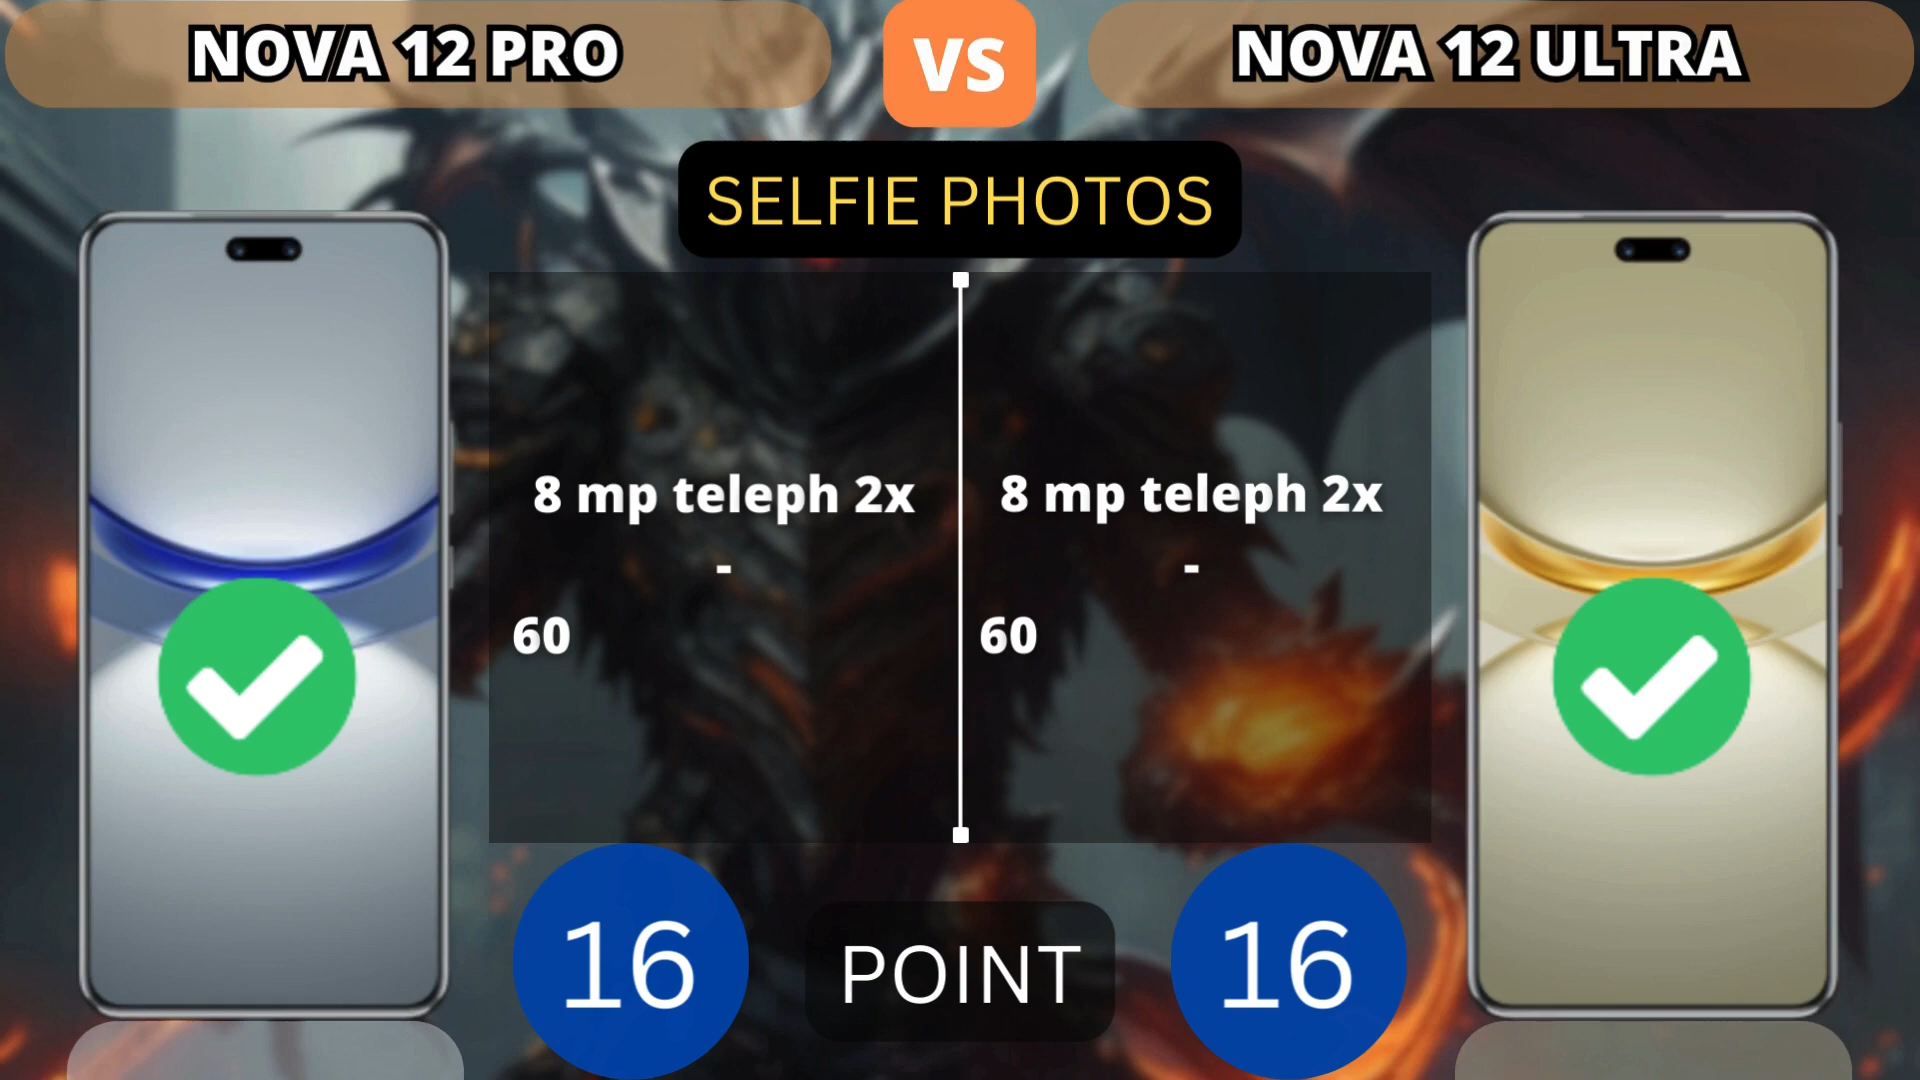 NOVA 12 PRO
VS
NOVA 12 ULTRA
SELFIE PHOTOS
8 mp teleph 2x
-
60
8 mp teleph 2x
-
60
16
POINT
16